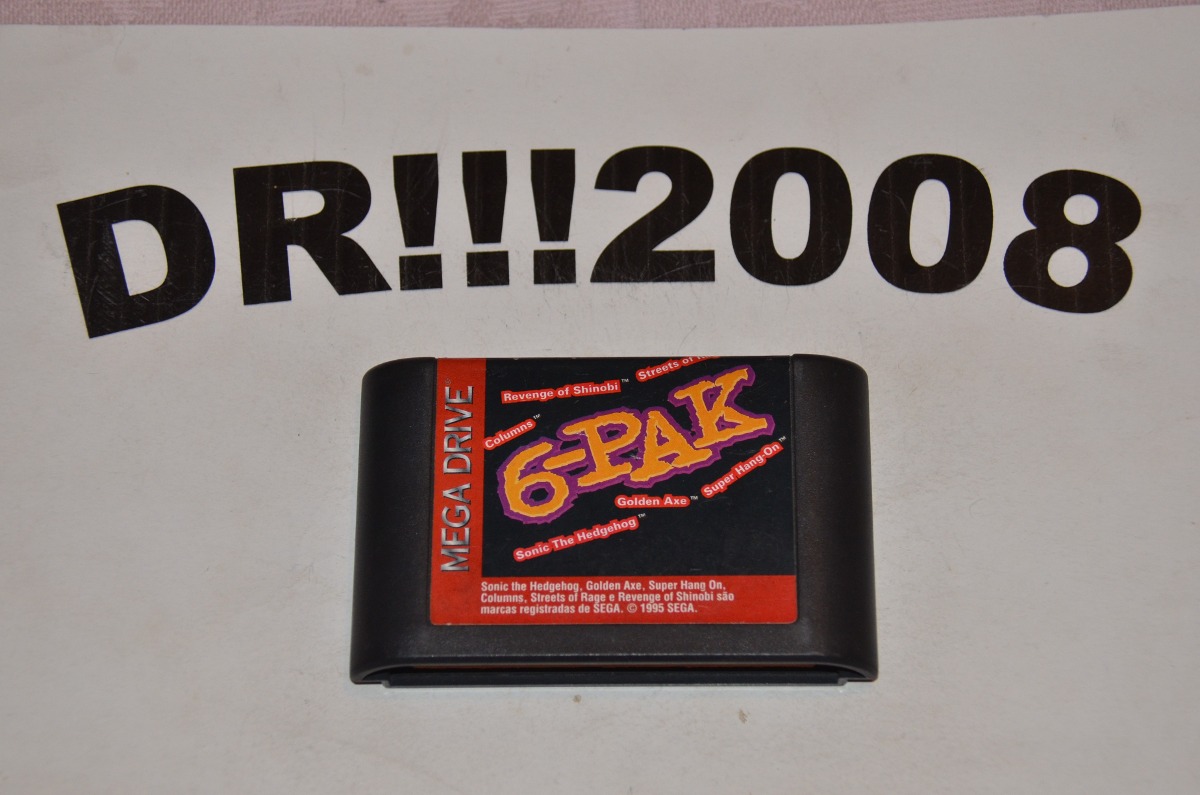 DR!!!2008
MEGA DRIVE®
Revenge of Shinobi™
Streets of
Columns™
6-PAK
Super Hang-On™
Golden Axe™
Sonic The Hedgehog™
Sonic the Hedgehog, Golden Axe, Super Hang On,
Columns, Streets of Rage e Revenge of Shinobi são
marcas registradas de SEGA. © 1995 SEGA.